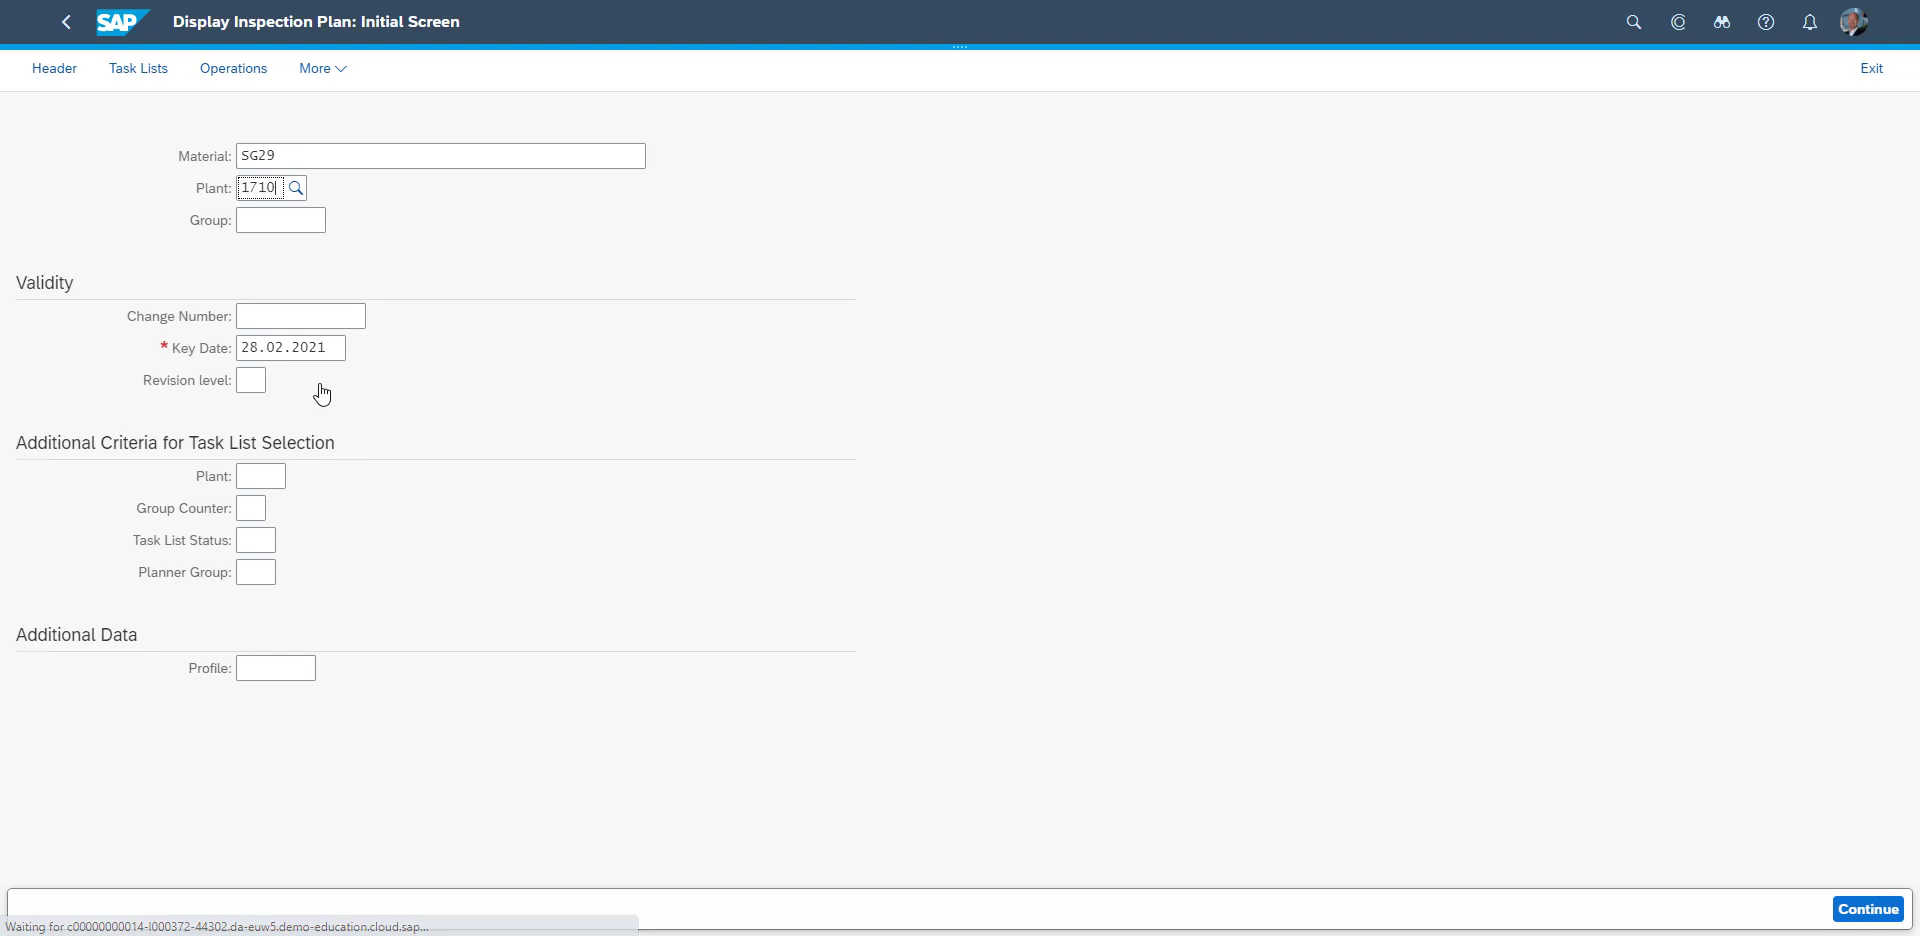 SAP Display Inspection Plan: Initial Screen
Header Task Lists Operations More Exit
Material: SG29
Plant: 1710
Group:
Validity
Change Number:
* Key Date: 28.02.2021
Revision level:
Additional Criteria for Task List Selection
Plant:
Group Counter:
Task List Status:
Planner Group:
Additional Data
Profile:
Continue
Waiting for c00000000014-l000372-44302.da-euw5.demo-education.cloud.sap...